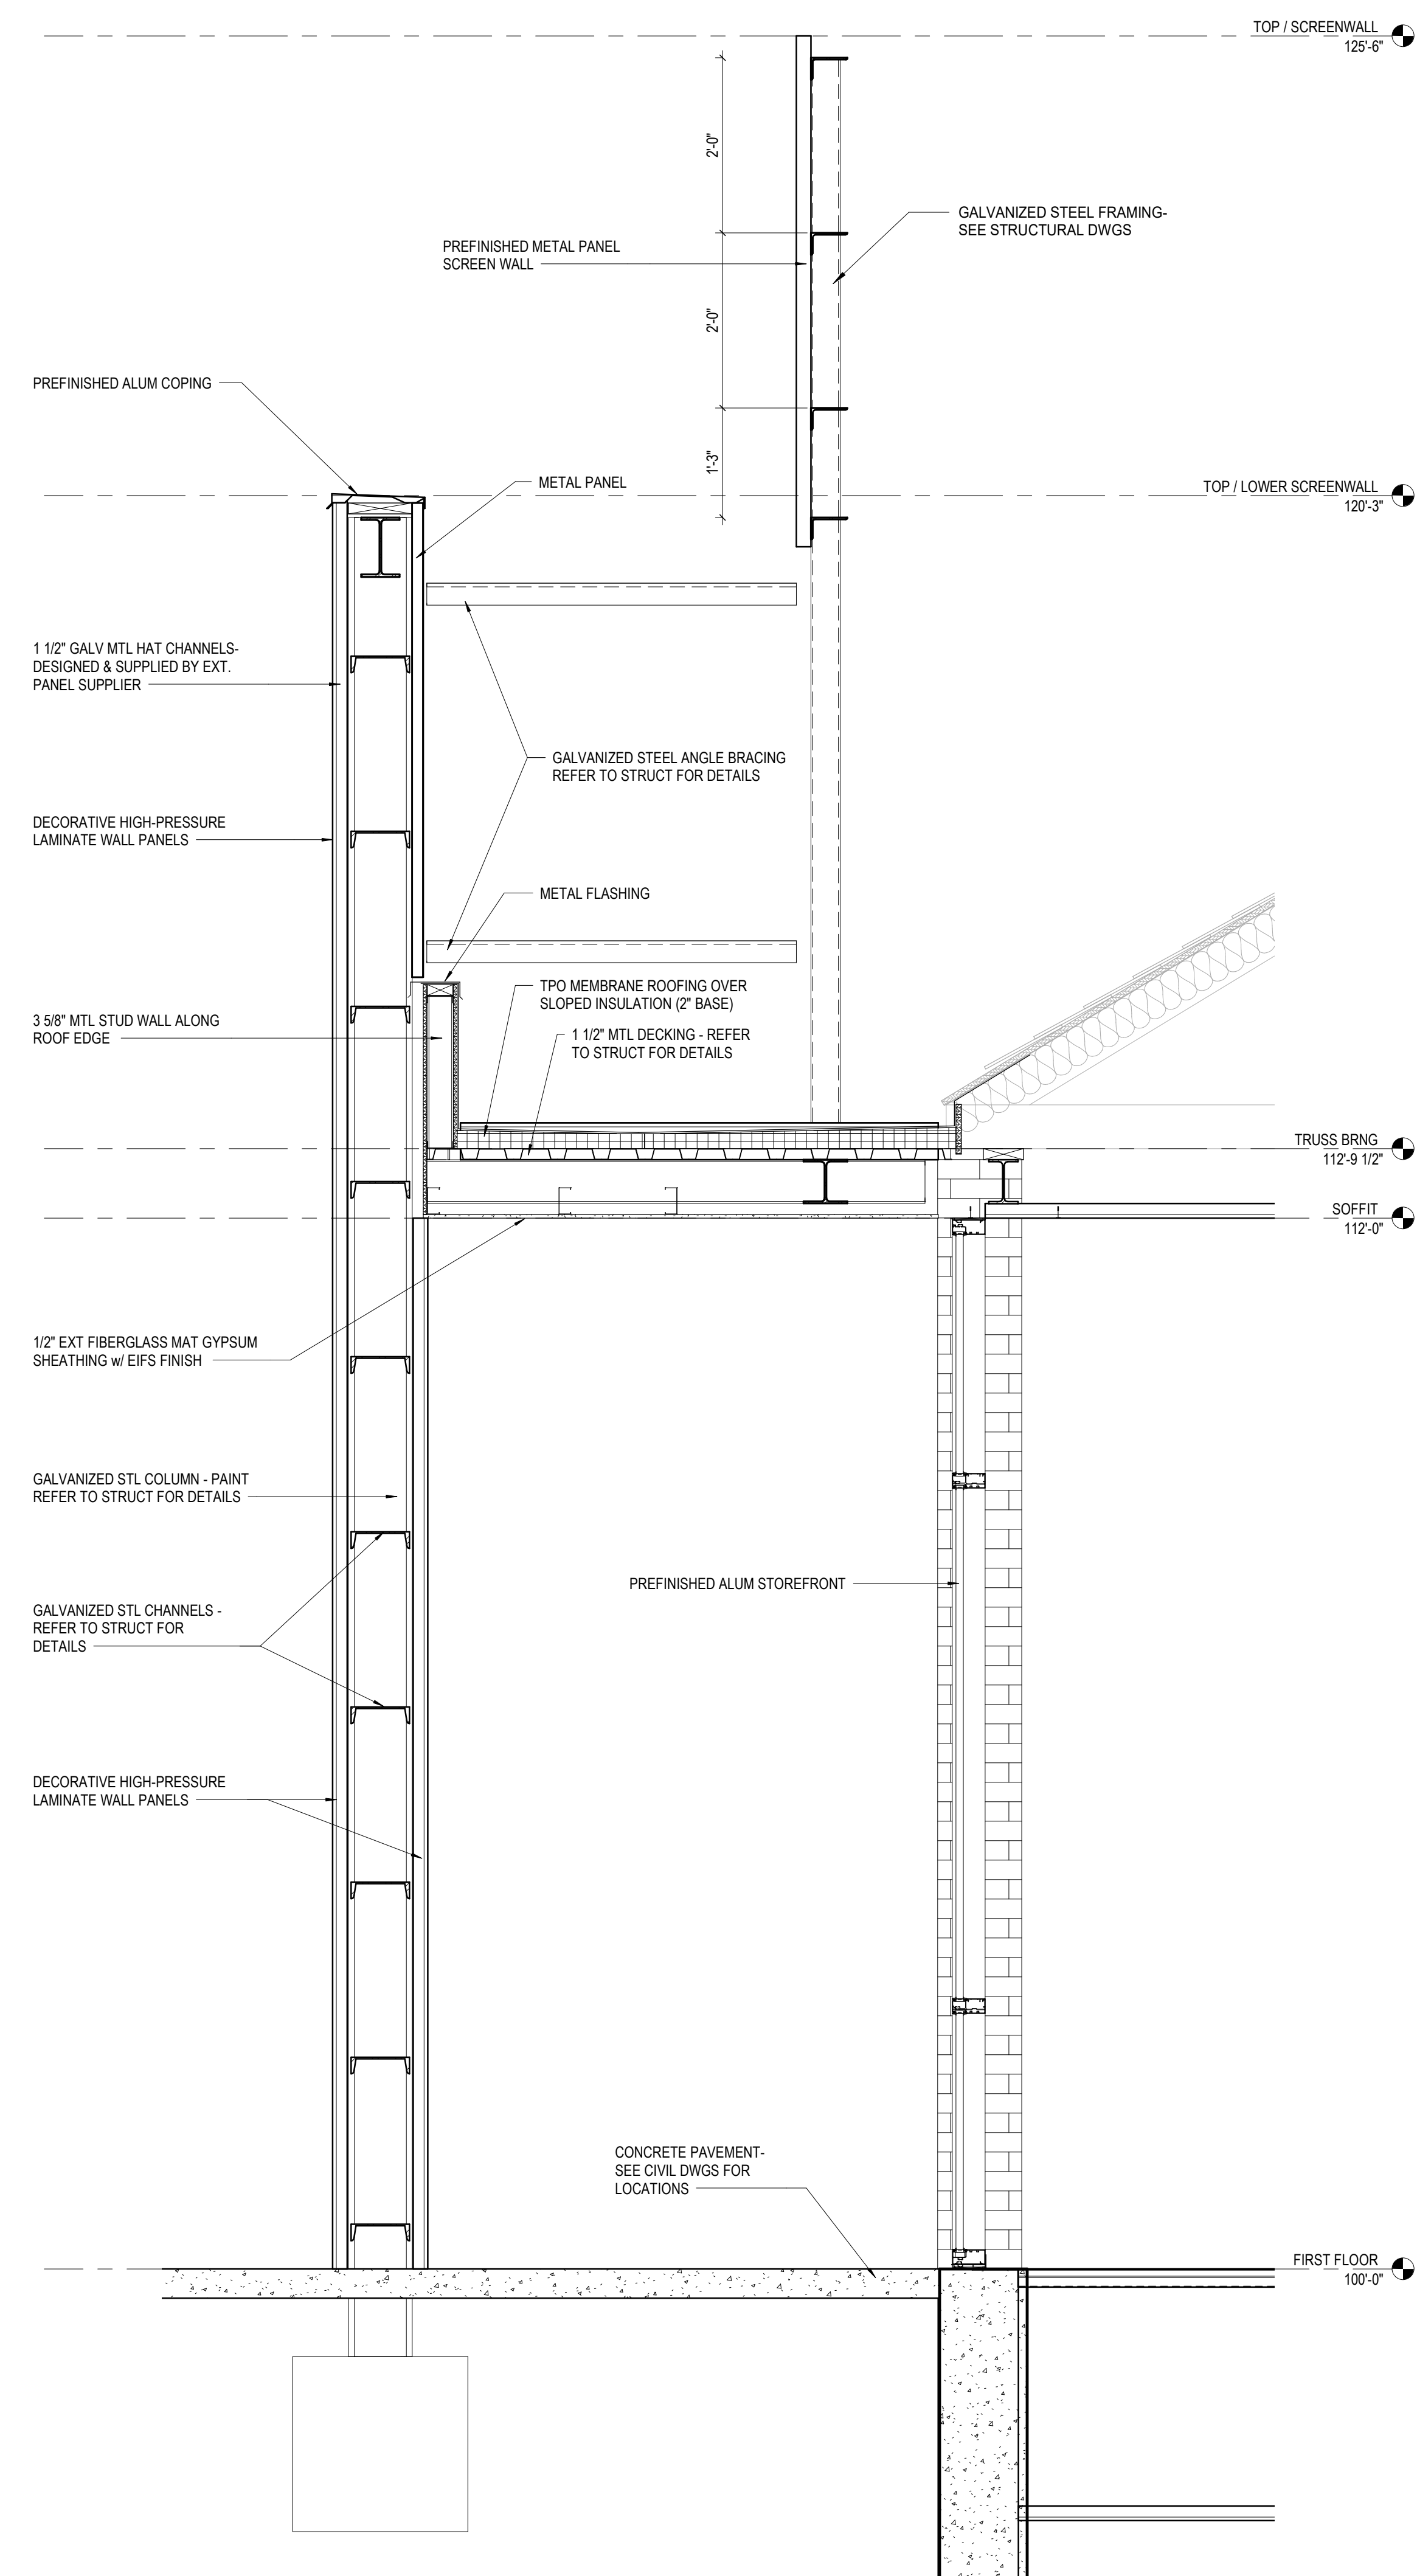 TOP / SCREENWALL
125'-6"
2'-0"
GALVANIZED STEEL FRAMING-
SEE STRUCTURAL DWGS
PREFINISHED METAL PANEL
SCREEN WALL
2'-0"
PREFINISHED ALUM COPING
1'-3"
METAL PANEL
TOP / LOWER SCREENWALL
120'-3"
1 1/2" GALV MTL HAT CHANNELS-
DESIGNED & SUPPLIED BY EXT.
PANEL SUPPLIER
GALVANIZED STEEL ANGLE BRACING
REFER TO STRUCT FOR DETAILS
DECORATIVE HIGH-PRESSURE
LAMINATE WALL PANELS
METAL FLASHING
TPO MEMBRANE ROOFING OVER
SLOPED INSULATION (2" BASE)
3 5/8" MTL STUD WALL ALONG
ROOF EDGE
1 1/2" MTL DECKING - REFER
TO STRUCT FOR DETAILS
TRUSS BRNG
112'-9 1/2"
SOFFIT
112'-0"
1/2" EXT FIBERGLASS MAT GYPSUM
SHEATHING w/ EIFS FINISH
GALVANIZED STL COLUMN - PAINT
REFER TO STRUCT FOR DETAILS
PREFINISHED ALUM STOREFRONT
GALVANIZED STL CHANNELS -
REFER TO STRUCT FOR
DETAILS
DECORATIVE HIGH-PRESSURE
LAMINATE WALL PANELS
CONCRETE PAVEMENT-
SEE CIVIL DWGS FOR
LOCATIONS
FIRST FLOOR
100'-0"